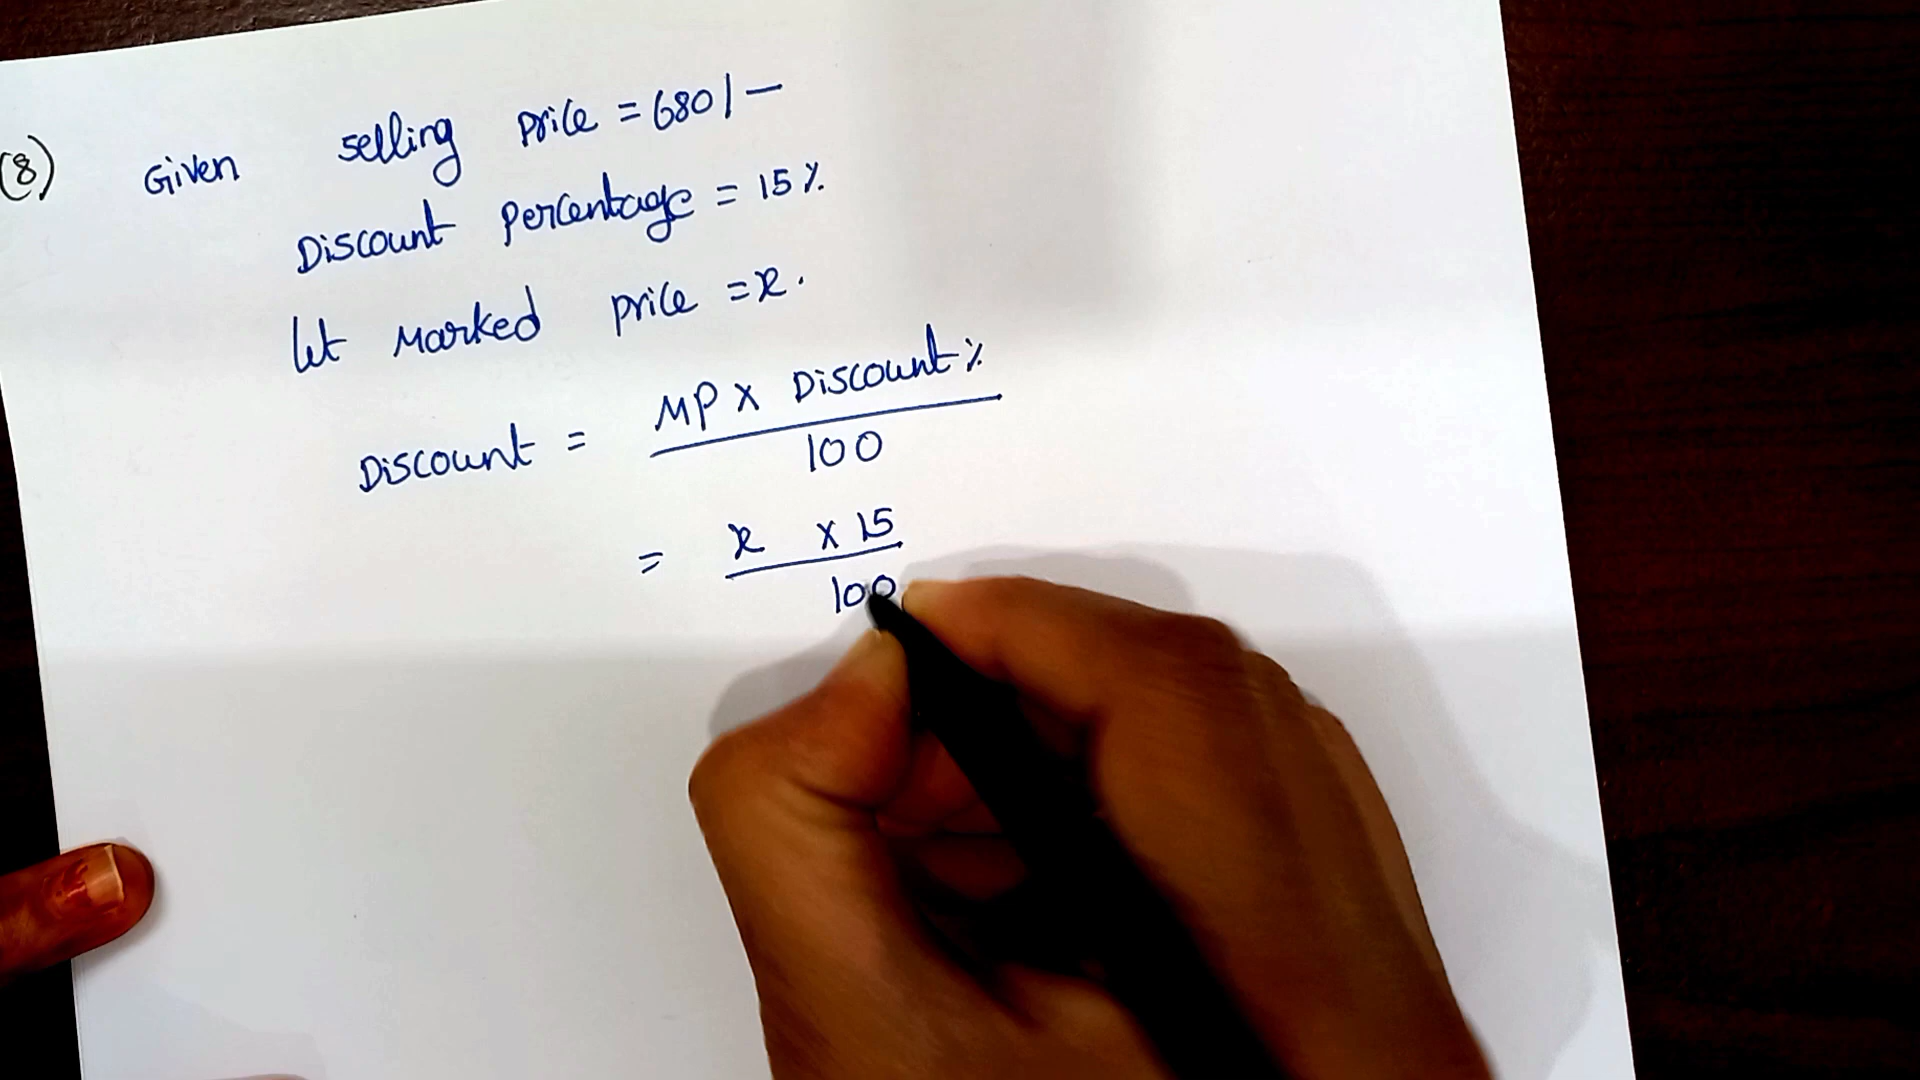 (8) Given selling price = 680/-
Discount percentage = 15%
let Marked price = x.
Discount = MP x Discount%
100
= x x 15
100